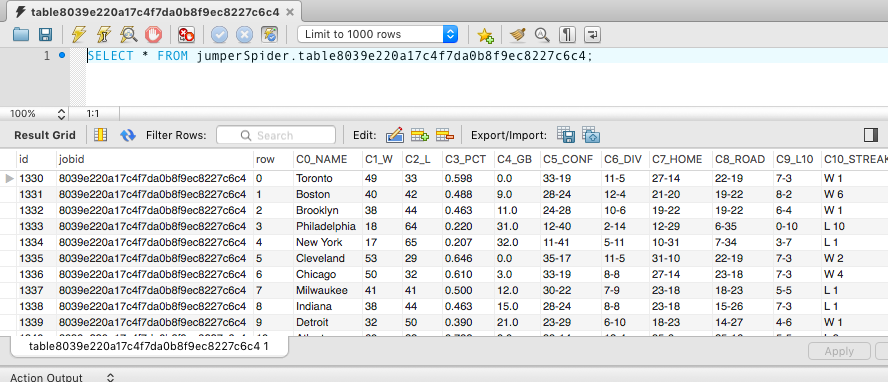 table8039e220a17c4f7da0b8f9ec8227c6c4
Limit to 1000 rows
1 SELECT * FROM jumperSpider.table8039e220a17c4f7da0b8f9ec8227c6c4;
100% 1:1
Result Grid Filter Rows: Search Edit: Export/Import:
id jobid row C0_NAME C1_W C2_L C3_PCT C4_GB C5_CONF C6_DIV C7_HOME C8_ROAD C9_L10 C10_STREAK
1330 8039e220a17c4f7da0b8f9ec8227c6c4 0 Toronto 49 33 0.598 0.0 33-19 11-5 27-14 22-19 7-3 W 1
1331 8039e220a17c4f7da0b8f9ec8227c6c4 1 Boston 40 42 0.488 9.0 28-24 12-4 21-20 19-22 8-2 W 6
1332 8039e220a17c4f7da0b8f9ec8227c6c4 2 Brooklyn 38 44 0.463 11.0 24-28 10-6 19-22 19-22 6-4 W 1
1333 8039e220a17c4f7da0b8f9ec8227c6c4 3 Philadelphia 18 64 0.220 31.0 12-40 2-14 12-29 6-35 0-10 L 10
1334 8039e220a17c4f7da0b8f9ec8227c6c4 4 New York 17 65 0.207 32.0 11-41 5-11 10-31 7-34 3-7 L 1
1335 8039e220a17c4f7da0b8f9ec8227c6c4 5 Cleveland 53 29 0.646 0.0 35-17 11-5 31-10 22-19 7-3 W 2
1336 8039e220a17c4f7da0b8f9ec8227c6c4 6 Chicago 50 32 0.610 3.0 33-19 8-8 27-14 23-18 7-3 W 4
1337 8039e220a17c4f7da0b8f9ec8227c6c4 7 Milwaukee 41 41 0.500 12.0 30-22 7-9 23-18 18-23 5-5 L 1
1338 8039e220a17c4f7da0b8f9ec8227c6c4 8 Indiana 38 44 0.463 15.0 28-24 8-8 23-18 15-26 7-3 L 1
1339 8039e220a17c4f7da0b8f9ec8227c6c4 9 Detroit 32 50 0.390 21.0 23-29 6-10 18-23 14-27 4-6 W 1
table8039e220a17c4f7da0b8f9ec8227c6c4 1 Apply
Action Output